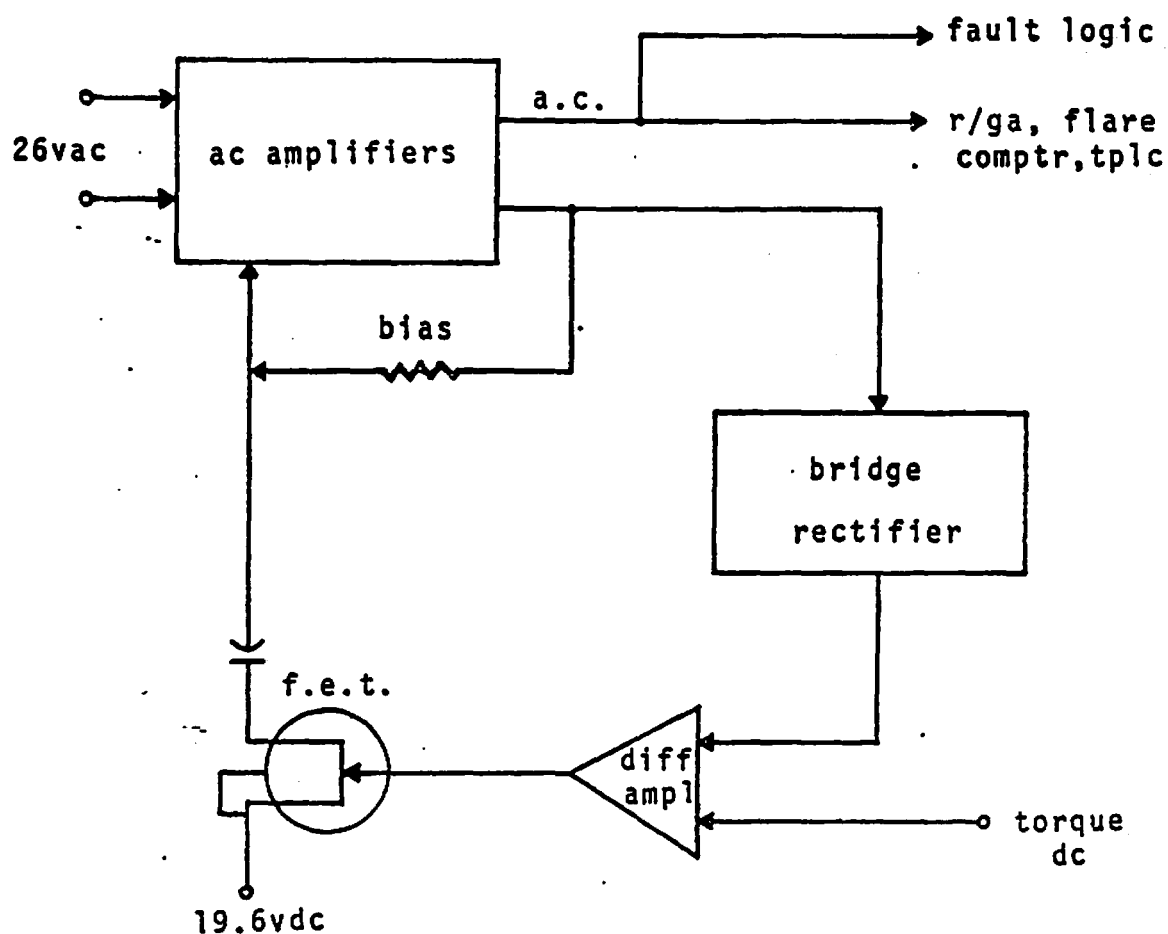 fault logic
a.c.
r/ga, flare
comptr,tplc
26vac
ac amplifiers
bias
bridge
rectifier
f.e.t.
diff
ampl
torque
dc
19.6vdc